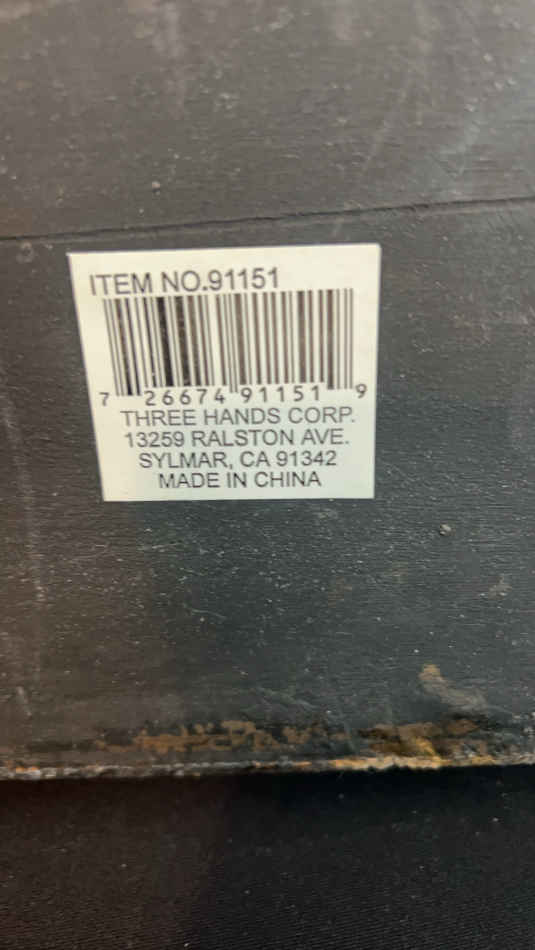 ITEM NO.91151
7 26674 91151 9
THREE HANDS CORP.
13259 RALSTON AVE.
SYLMAR, CA 91342
MADE IN CHINA